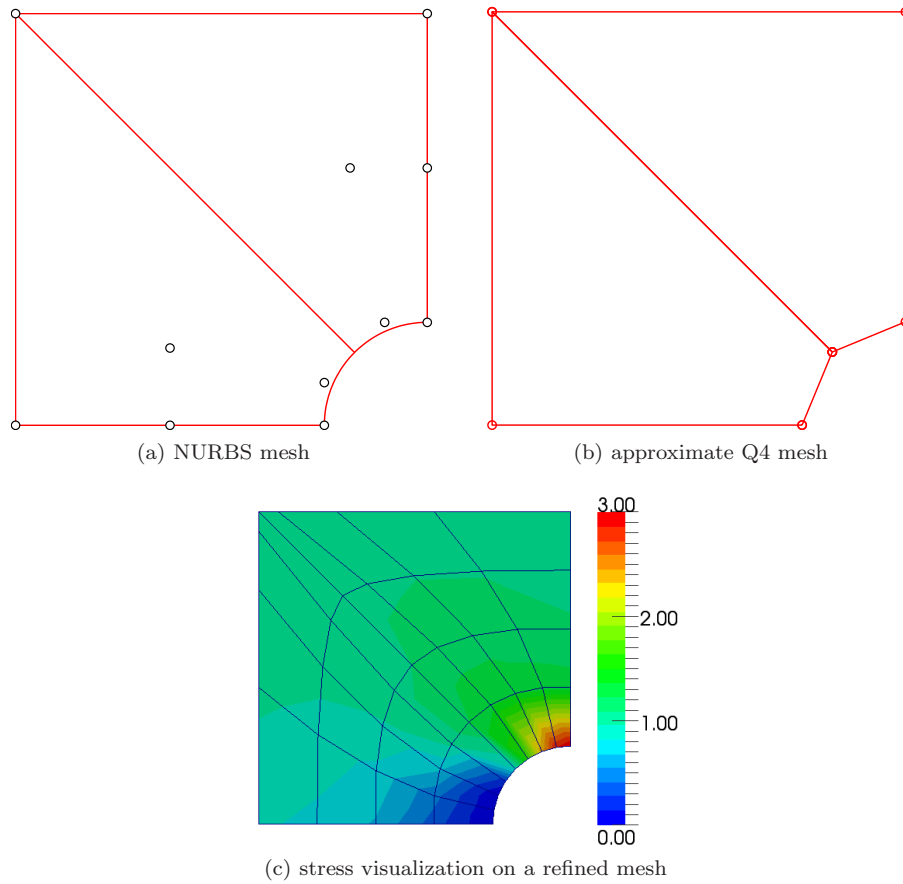 (a) NURBS mesh
(b) approximate Q4 mesh
3.00
2.00
1.00
0.00
(c) stress visualization on a refined mesh